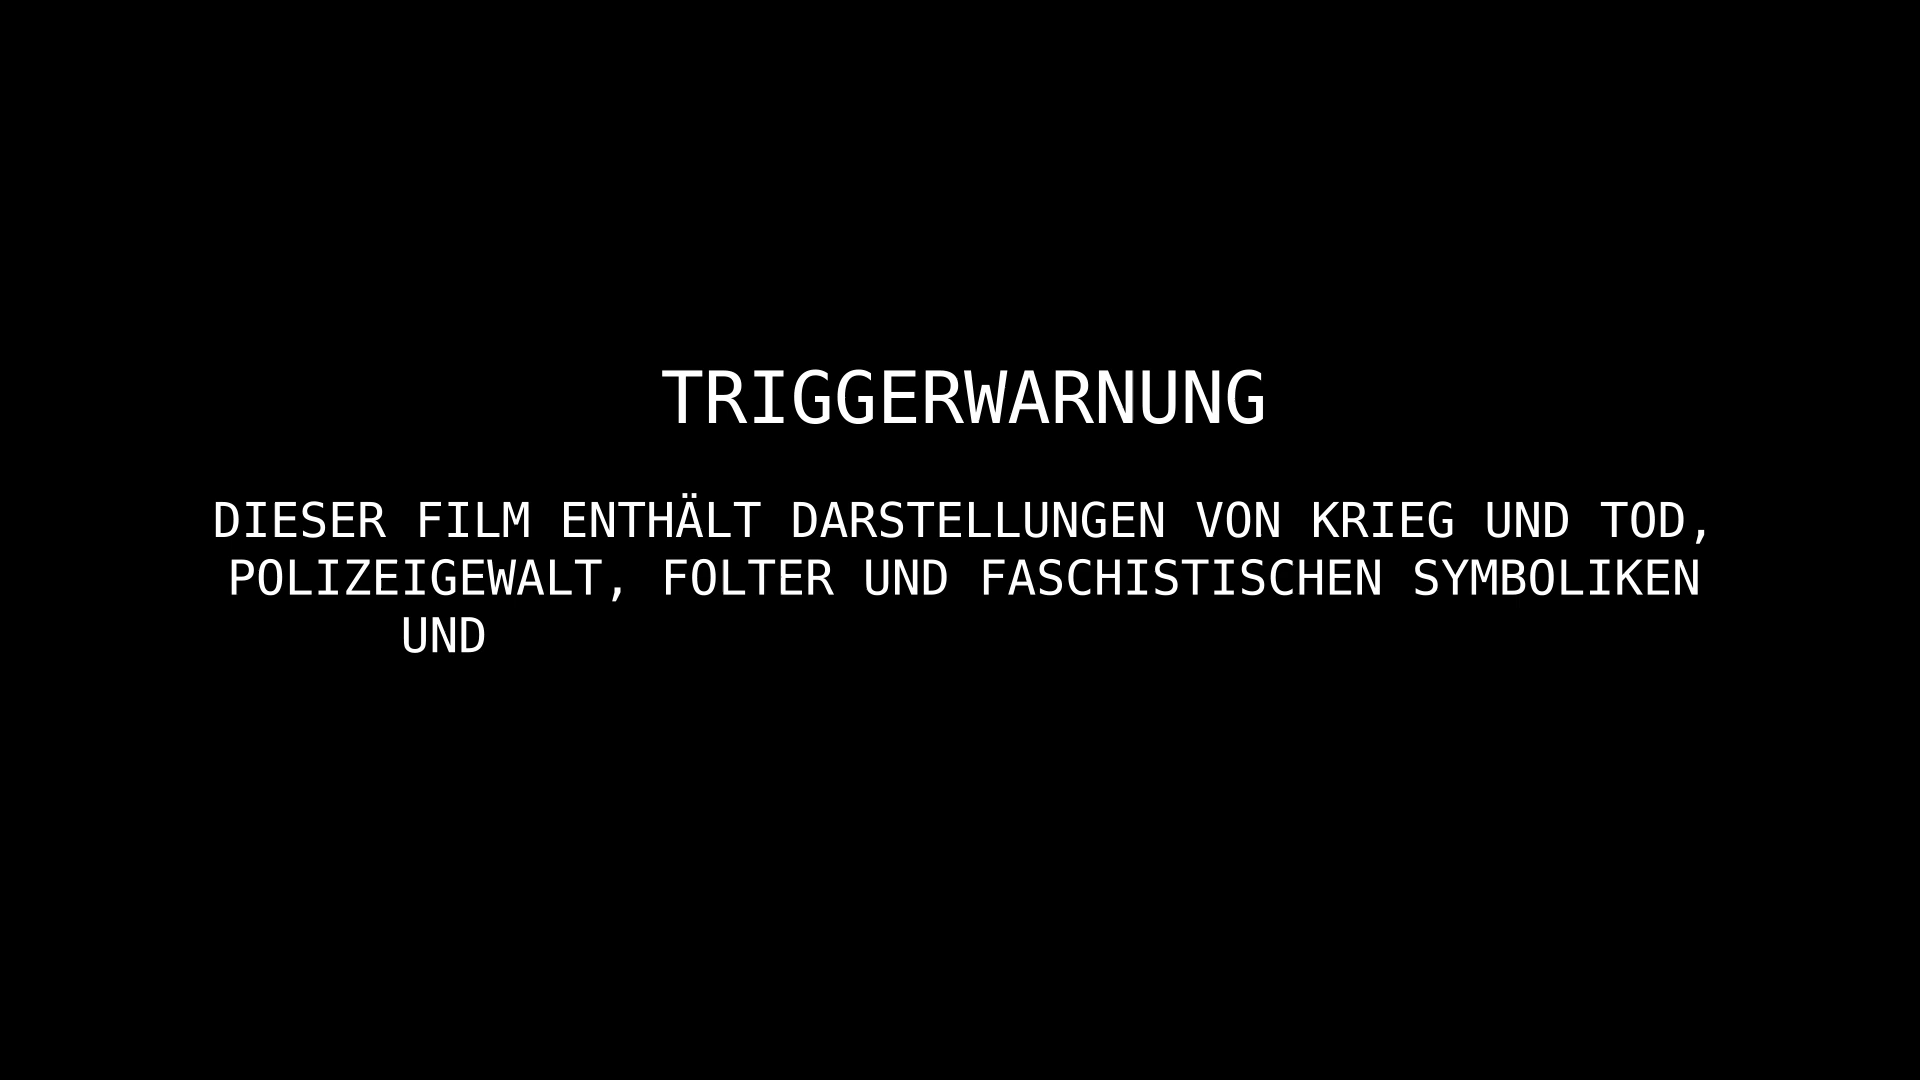 TRIGGERWARNUNG
DIESER FILM ENTHÄLT DARSTELLUNGEN VON KRIEG UND TOD,
POLIZEIGEWALT, FOLTER UND FASCHISTISCHEN SYMBOLIKEN
UND